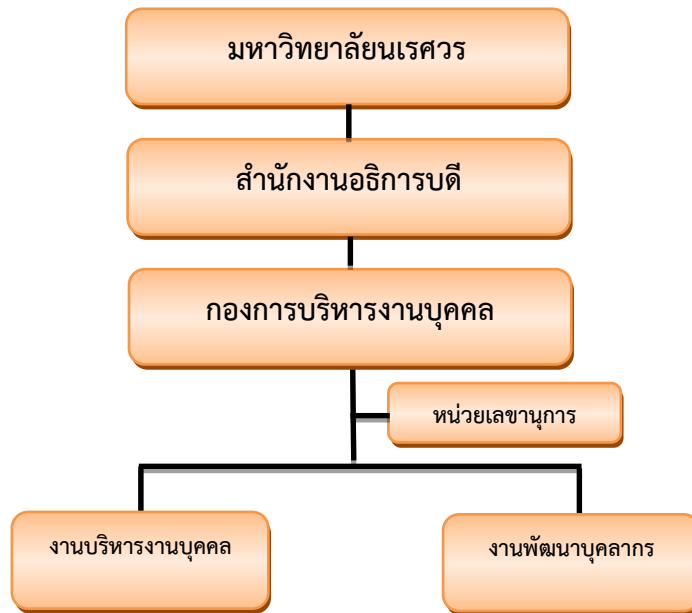 มหาวิทยาลัยนเรศวร
สำนักงานอธิการบดี
กองการบริหารงานบุคคล
หน่วยเลขานุการ
งานบริหารงานบุคคล
งานพัฒนาบุคลากร